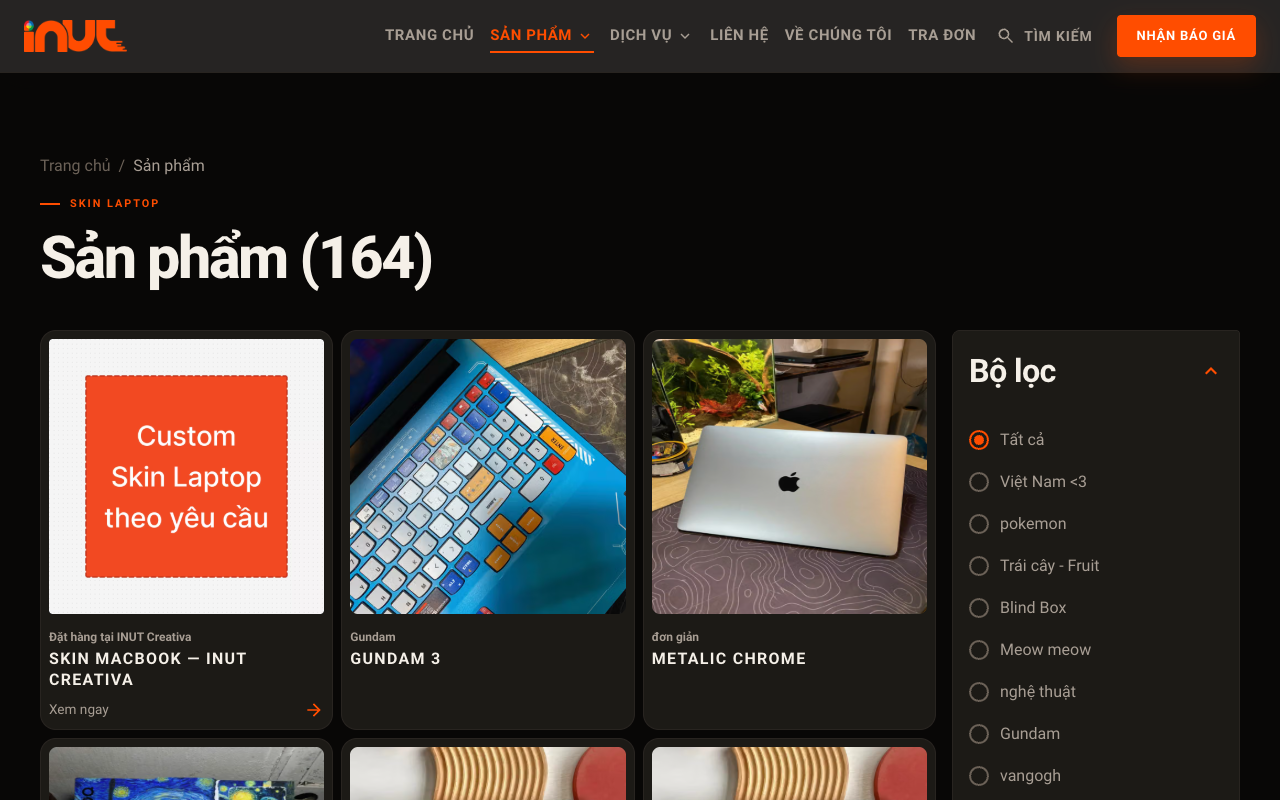 inut
TRANG CHỦ SẢN PHẨM DỊCH VỤ LIÊN HỆ VỀ CHÚNG TÔI TRA ĐƠN TÌM KIẾM NHẬN BÁO GIÁ
Trang chủ / Sản phẩm
SKIN LAPTOP
Sản phẩm (164)
Custom
Skin Laptop
theo yêu cầu
Đặt hàng tại INUT Creativa
SKIN MACBOOK — INUT
CREATIVA
Xem ngay
Gundam
GUNDAM 3
đơn giản
METALIC CHROME
Bộ lọc
Tất cả
Việt Nam <3
pokemon
Trái cây - Fruit
Blind Box
Meow meow
nghệ thuật
Gundam
vangogh